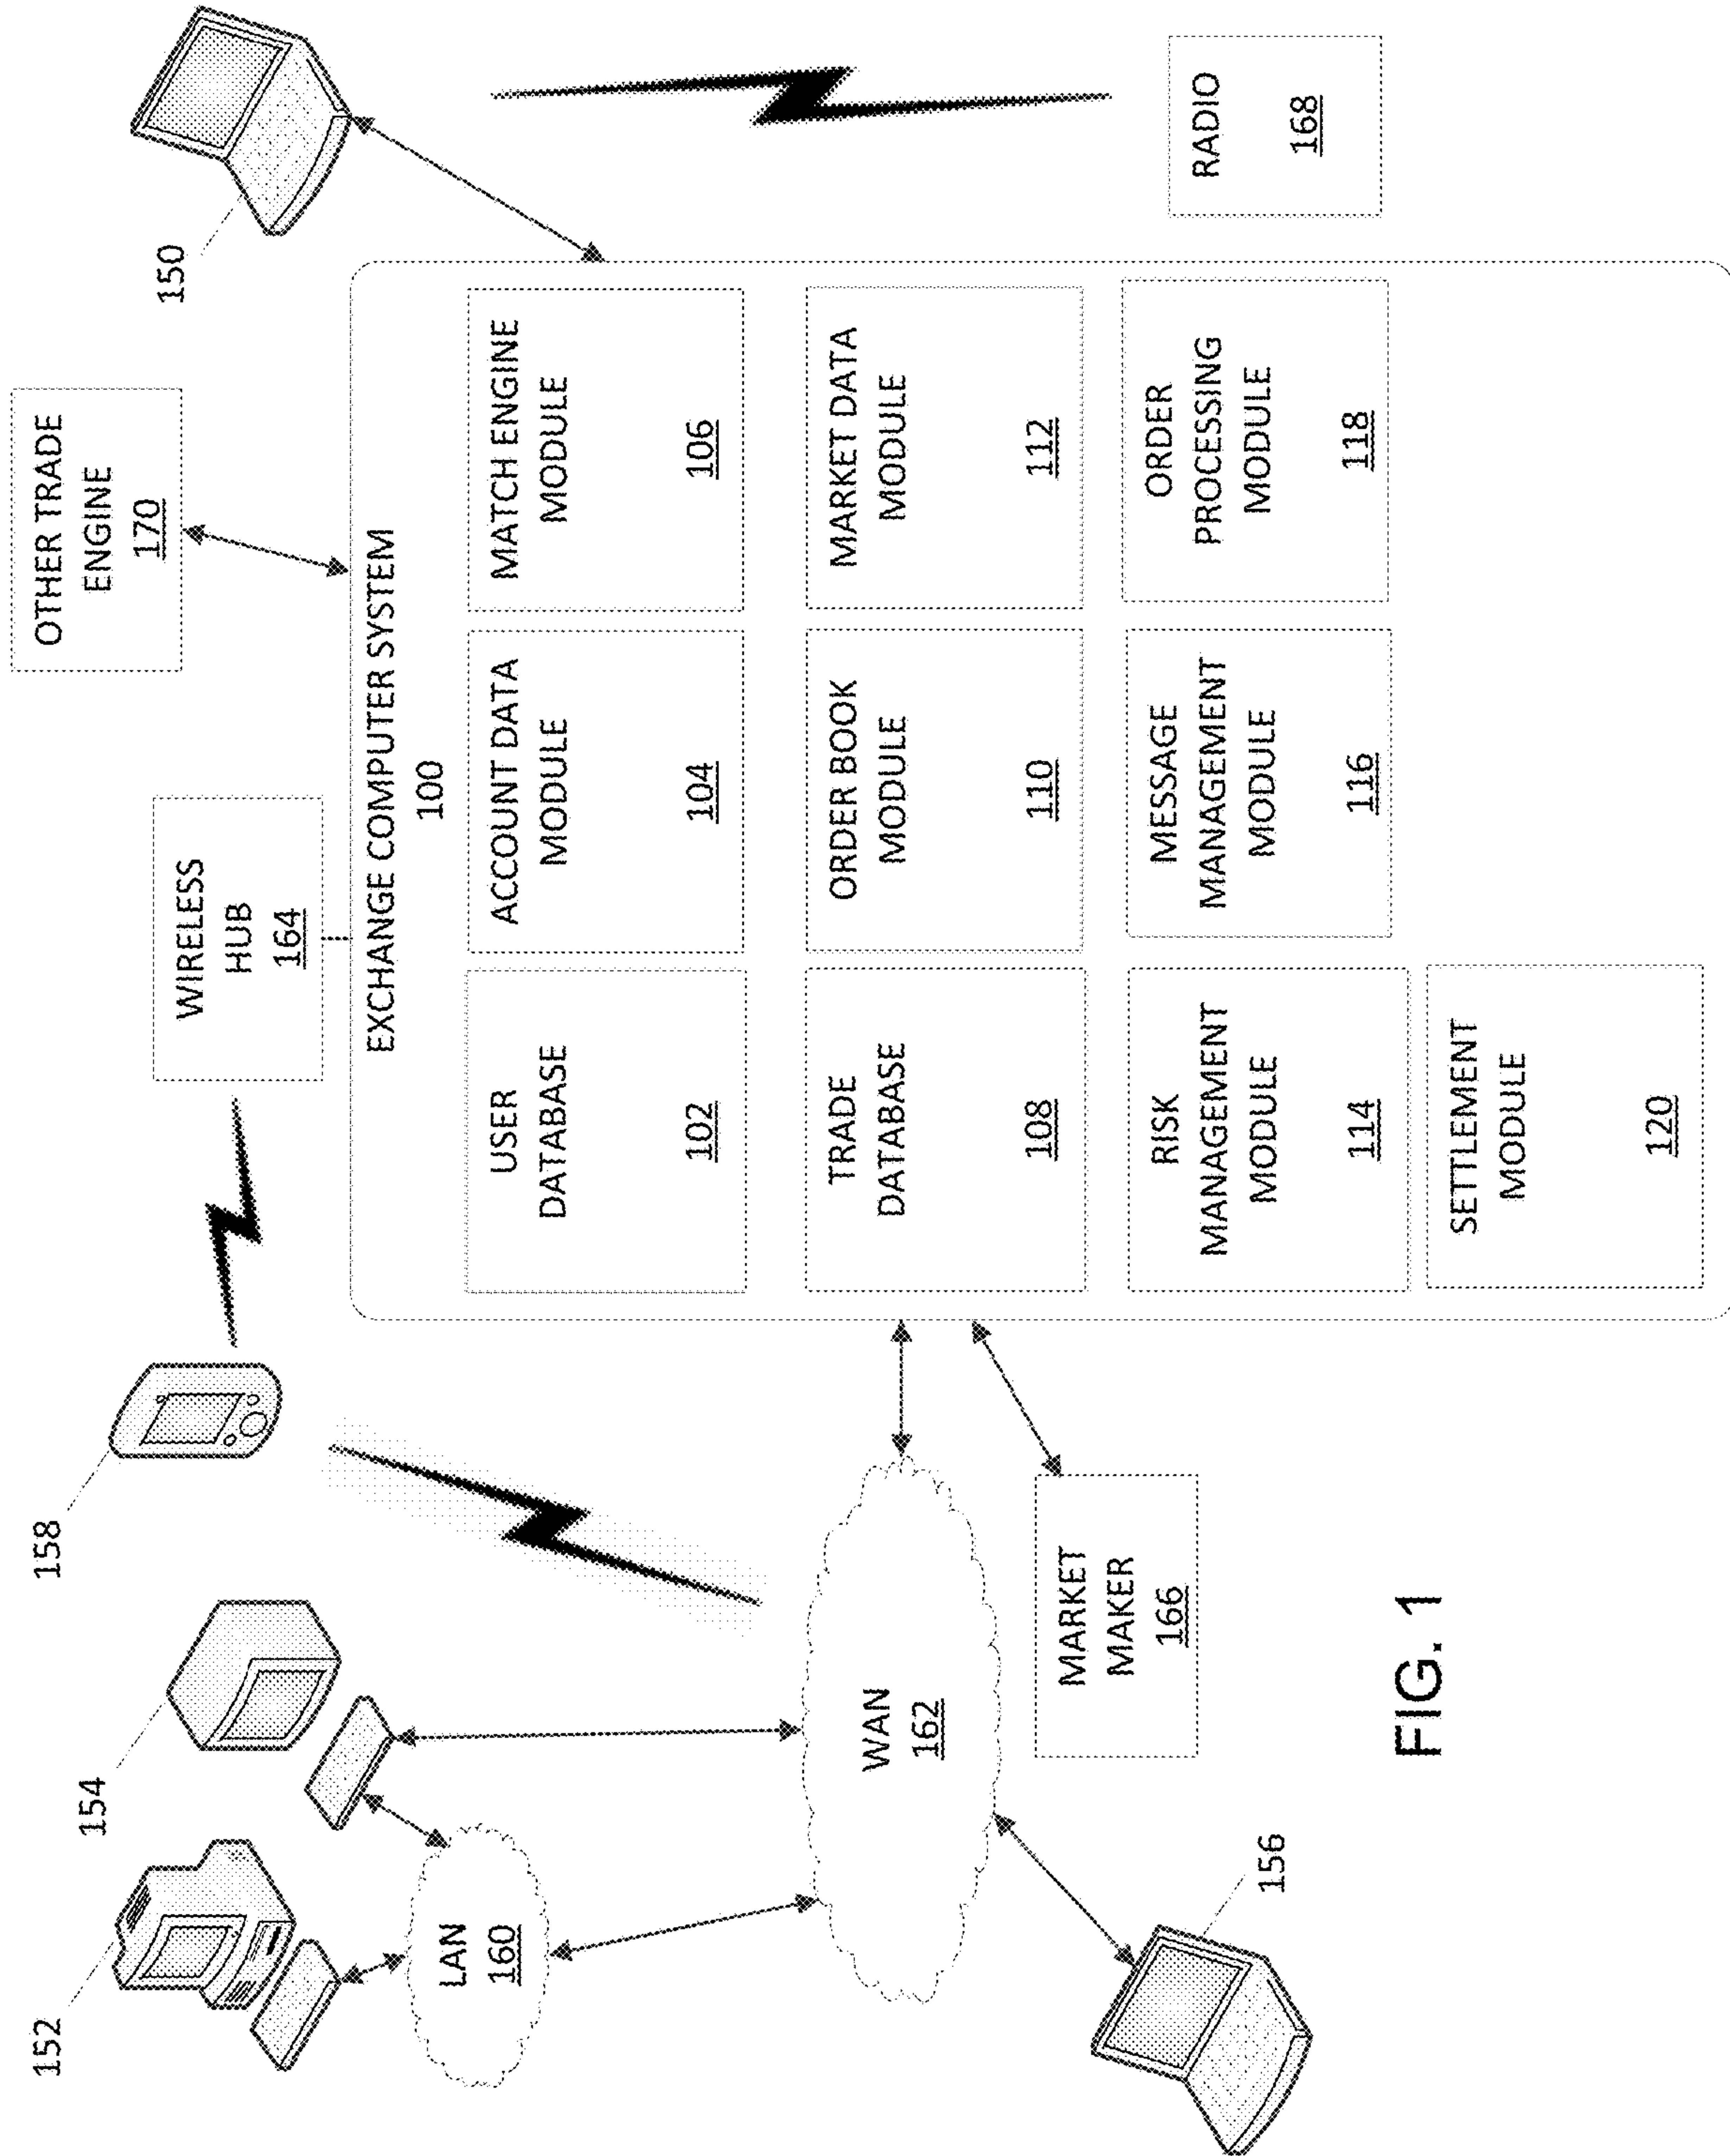 152
154
158
WIRELESS
HUB
164
OTHER TRADE
ENGINE
170
150
LAN
160
WAN
162
156
MARKET
MAKER
166
EXCHANGE COMPUTER SYSTEM
100
USER
DATABASE
102
ACCOUNT DATA
MODULE
104
MATCH ENGINE
MODULE
106
TRADE
DATABASE
108
ORDER BOOK
MODULE
110
MARKET DATA
MODULE
112
RISK
MANAGEMENT
MODULE
114
MESSAGE
MANAGEMENT
MODULE
116
ORDER
PROCESSING
MODULE
118
SETTLEMENT
MODULE
120
RADIO
168
FIG. 1